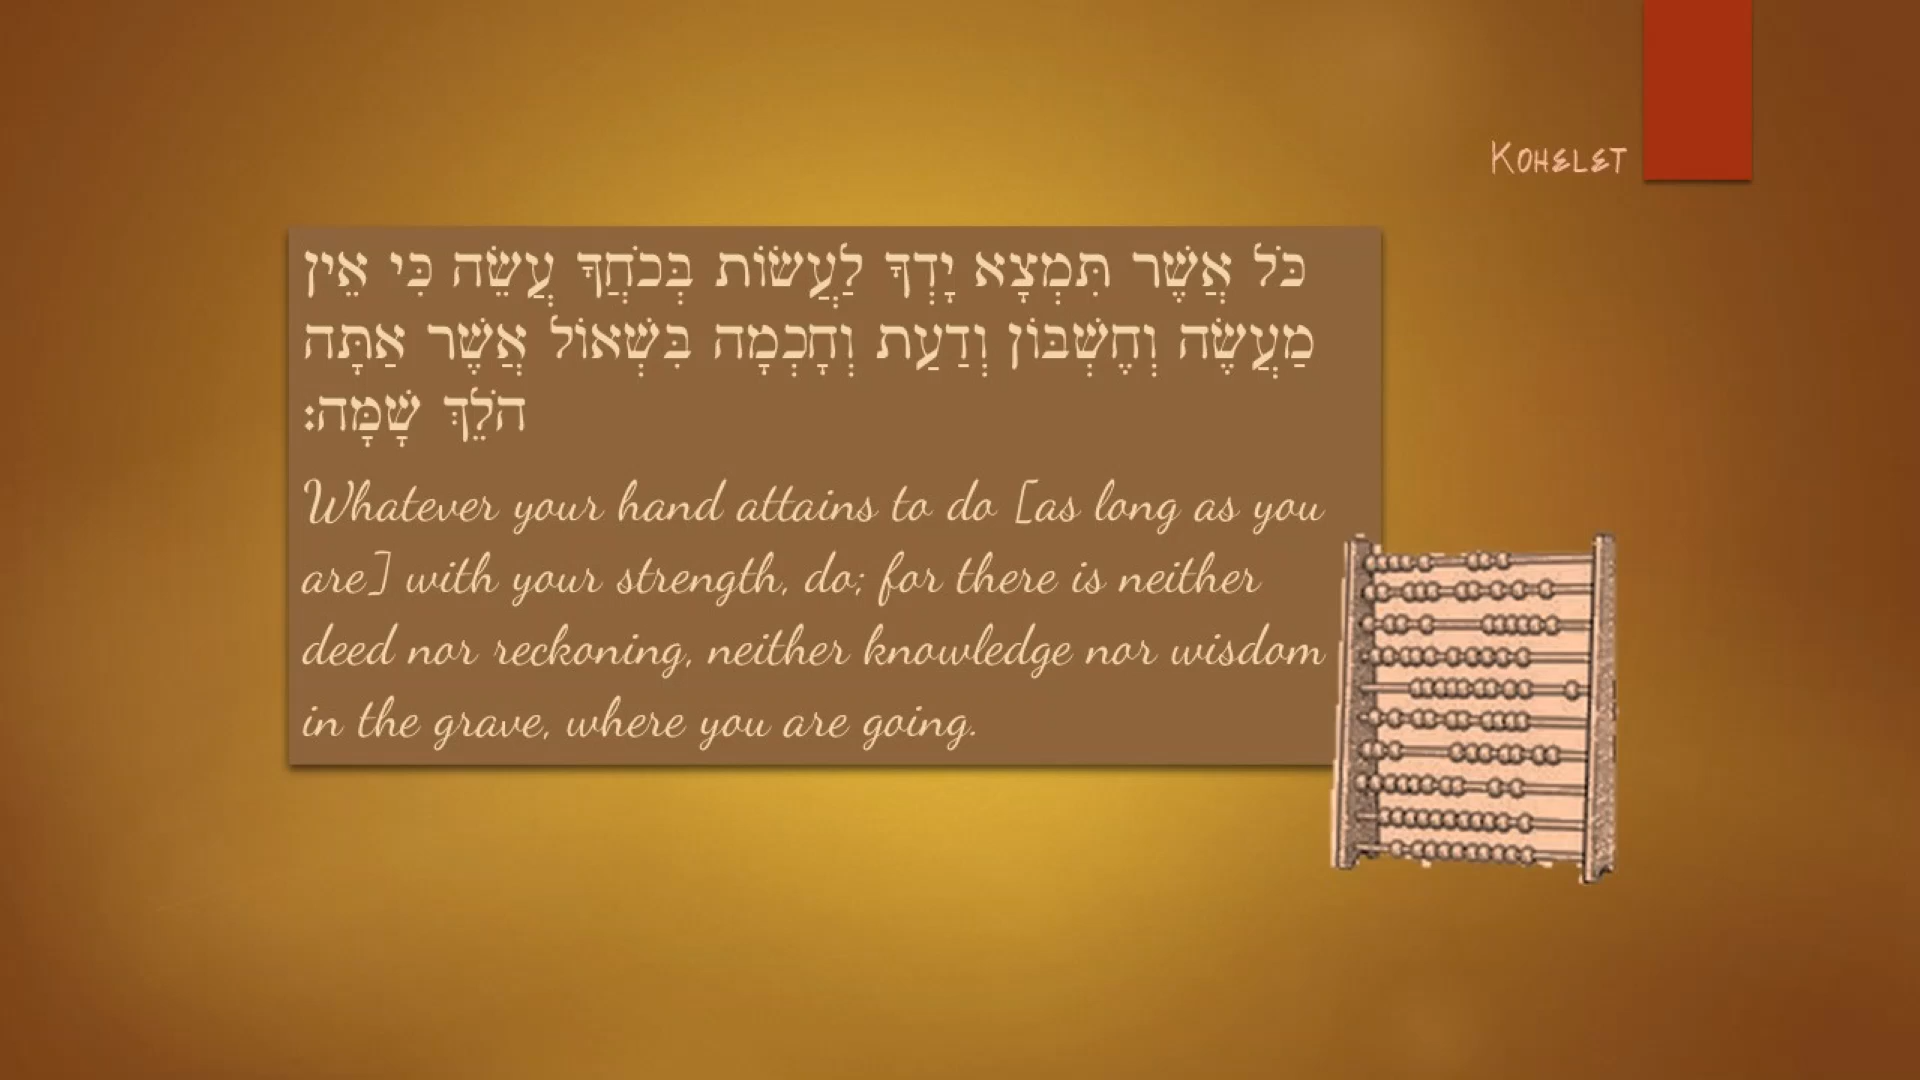 Kohelet
כֹּל אֲשֶׁר תִּמְצָא יָדְךָ לַעֲשׂוֹת בְּכֹחֲךָ עֲשֵׂה כִּי אֵין
מַעֲשֶׂה וְחֶשְׁבּוֹן וְדַעַת וְחָכְמָה בִּשְׁאוֹל אֲשֶׁר אַתָּה
הֹלֵךְ שָׁמָּה:
Whatever your hand attains to do [as long as you
are] with your strength, do; for there is neither
deed nor reckoning, neither knowledge nor wisdom
in the grave, where you are going.